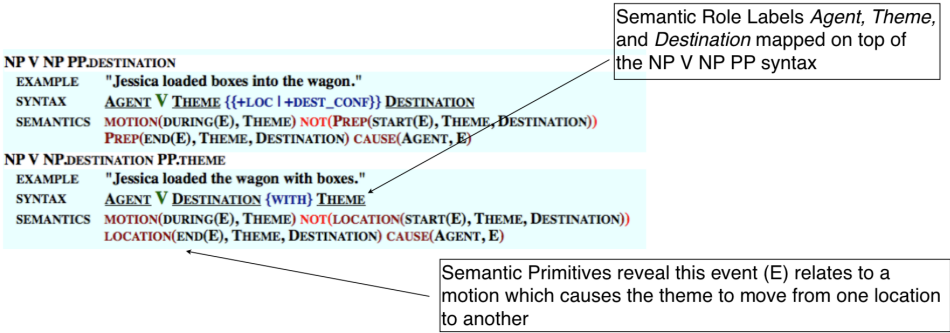 Semantic Role Labels Agent, Theme,
and Destination mapped on top of
the NP V NP PP syntax
NP V NP PP.DESTINATION
EXAMPLE "Jessica loaded boxes into the wagon."
SYNTAX AGENT V THEME {{+LOC | +DEST_CONF}} DESTINATION
SEMANTICS MOTION(DURING(E), THEME) NOT(PREP(START(E), THEME, DESTINATION))
PREP(END(E), THEME, DESTINATION) CAUSE(AGENT, E)
NP V NP.DESTINATION PP.THEME
EXAMPLE "Jessica loaded the wagon with boxes."
SYNTAX AGENT V DESTINATION {WITH} THEME
SEMANTICS MOTION(DURING(E), THEME) NOT(LOCATION(START(E), THEME, DESTINATION))
LOCATION(END(E), THEME, DESTINATION) CAUSE(AGENT, E)
Semantic Primitives reveal this event (E) relates to a
motion which causes the theme to move from one location
to another